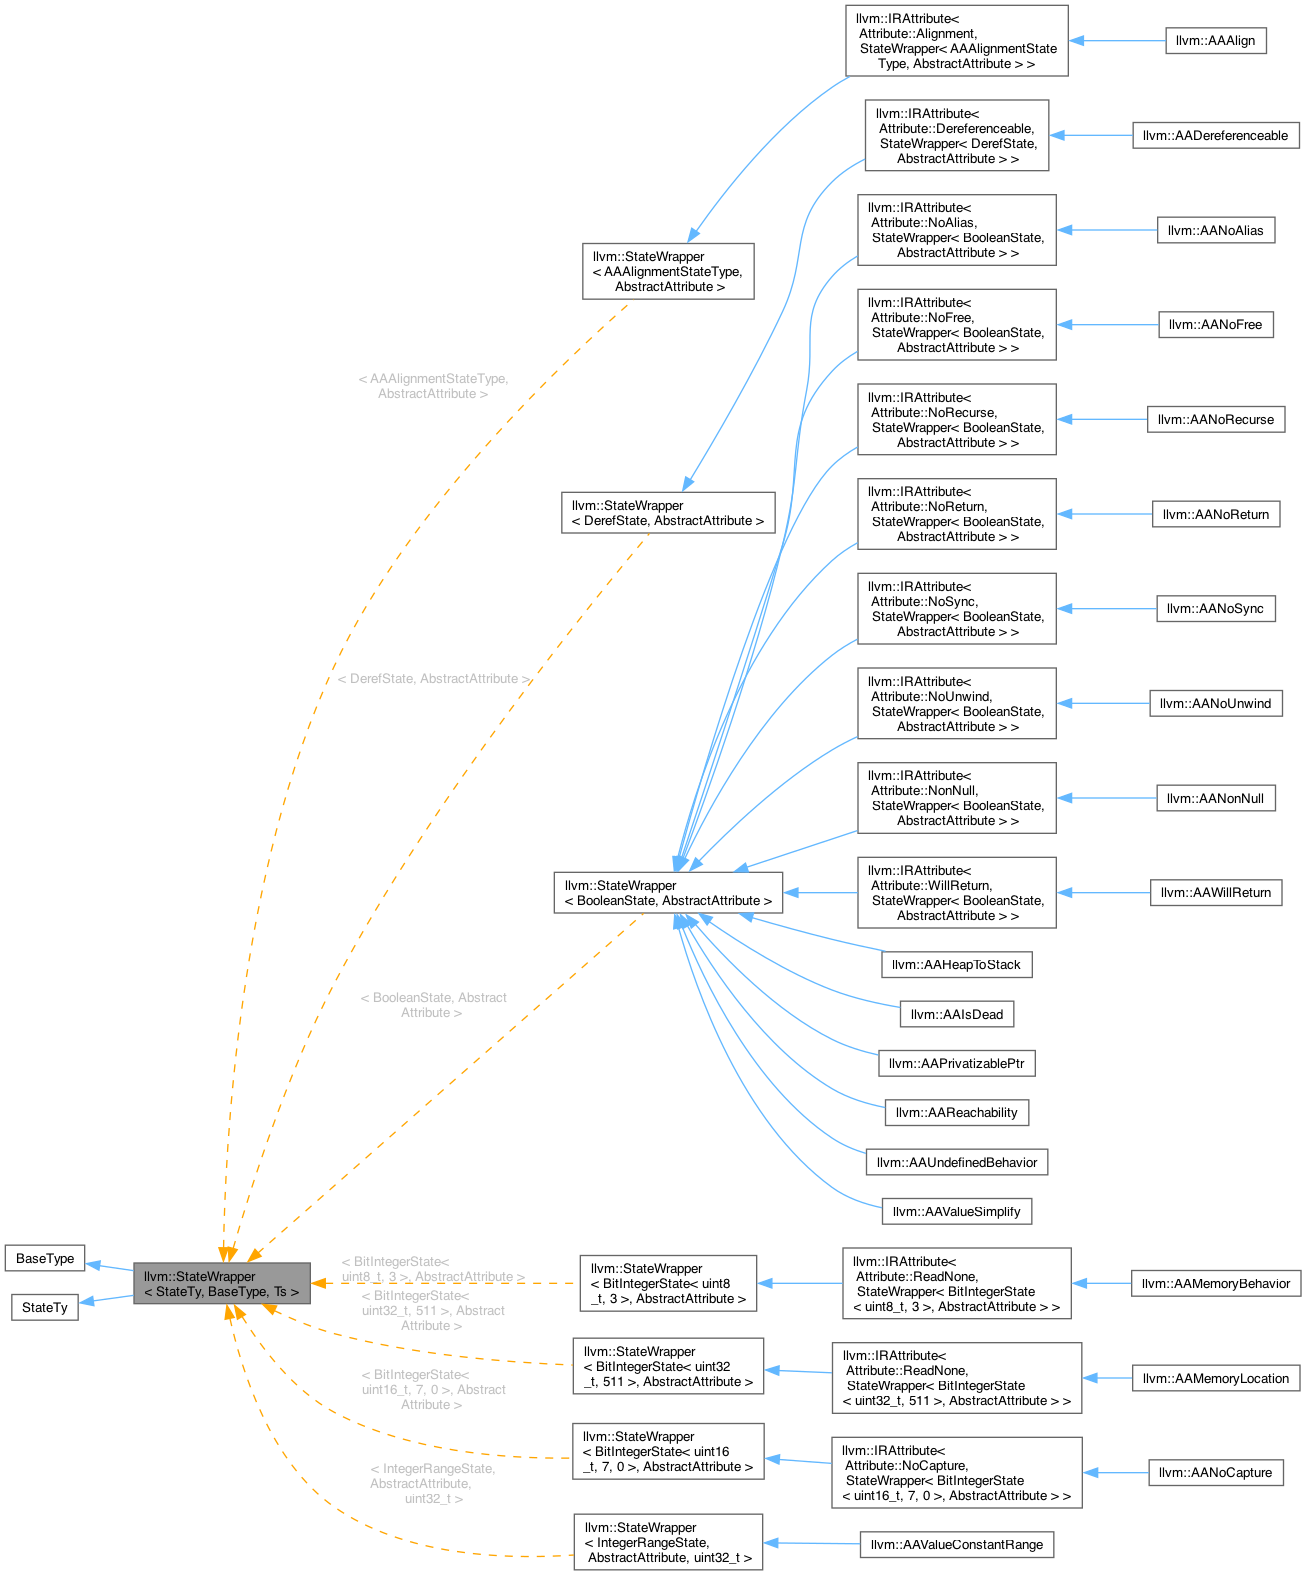 llvm::IRAttribute<
Attribute::Alignment,
StateWrapper< AAAlignmentState
Type, AbstractAttribute > >
llvm::AAAlign
llvm::IRAttribute<
Attribute::Dereferenceable,
StateWrapper< DerefState,
AbstractAttribute > >
llvm::AADereferenceable
llvm::IRAttribute<
Attribute::NoAlias,
StateWrapper< BooleanState,
AbstractAttribute > >
llvm::AANoAlias
llvm::StateWrapper
< AAAlignmentStateType,
AbstractAttribute >
llvm::IRAttribute<
Attribute::NoFree,
StateWrapper< BooleanState,
AbstractAttribute > >
llvm::AANoFree
< AAAlignmentStateType,
AbstractAttribute >
llvm::IRAttribute<
Attribute::NoRecurse,
StateWrapper< BooleanState,
AbstractAttribute > >
llvm::AANoRecurse
llvm::StateWrapper
< DerefState, AbstractAttribute >
llvm::IRAttribute<
Attribute::NoReturn,
StateWrapper< BooleanState,
AbstractAttribute > >
llvm::AANoReturn
llvm::IRAttribute<
Attribute::NoSync,
StateWrapper< BooleanState,
AbstractAttribute > >
llvm::AANoSync
< DerefState, AbstractAttribute >
llvm::IRAttribute<
Attribute::NoUnwind,
StateWrapper< BooleanState,
AbstractAttribute > >
llvm::AANoUnwind
llvm::IRAttribute<
Attribute::NonNull,
StateWrapper< BooleanState,
AbstractAttribute > >
llvm::AANonNull
llvm::StateWrapper
< BooleanState, AbstractAttribute >
llvm::IRAttribute<
Attribute::WillReturn,
StateWrapper< BooleanState,
AbstractAttribute > >
llvm::AAWillReturn
llvm::AAHeapToStack
< BooleanState, Abstract
Attribute >
llvm::AAIsDead
llvm::AAPrivatizablePtr
llvm::AAReachability
llvm::AAUndefinedBehavior
llvm::AAValueSimplify
BaseType
StateTy
llvm::StateWrapper
< StateTy, BaseType, Ts >
< BitIntegerState<
uint8_t, 3 >, AbstractAttribute >
llvm::StateWrapper
< BitIntegerState< uint8
_t, 3 >, AbstractAttribute >
llvm::IRAttribute<
Attribute::ReadNone,
StateWrapper< BitIntegerState
< uint8_t, 3 >, AbstractAttribute > >
llvm::AAMemoryBehavior
< BitIntegerState<
uint32_t, 511 >, Abstract
Attribute >
llvm::StateWrapper
< BitIntegerState< uint32
_t, 511 >, AbstractAttribute >
llvm::IRAttribute<
Attribute::ReadNone,
StateWrapper< BitIntegerState
< uint32_t, 511 >, AbstractAttribute > >
llvm::AAMemoryLocation
< BitIntegerState<
uint16_t, 7, 0 >, Abstract
Attribute >
llvm::StateWrapper
< BitIntegerState< uint16
_t, 7, 0 >, AbstractAttribute >
llvm::IRAttribute<
Attribute::NoCapture,
StateWrapper< BitIntegerState
< uint16_t, 7, 0 >, AbstractAttribute > >
llvm::AANoCapture
< IntegerRangeState,
AbstractAttribute,
uint32_t >
llvm::StateWrapper
< IntegerRangeState,
AbstractAttribute, uint32_t >
llvm::AAValueConstantRange